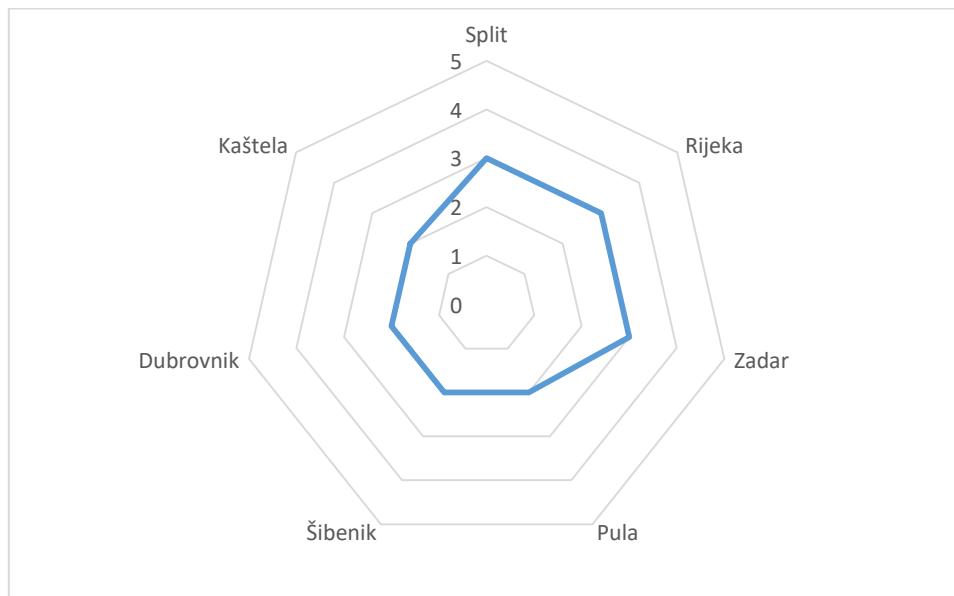 Split
5
4
3
2
1
0
Rijeka
Zadar
Pula
Šibenik
Dubrovnik
Kaštela